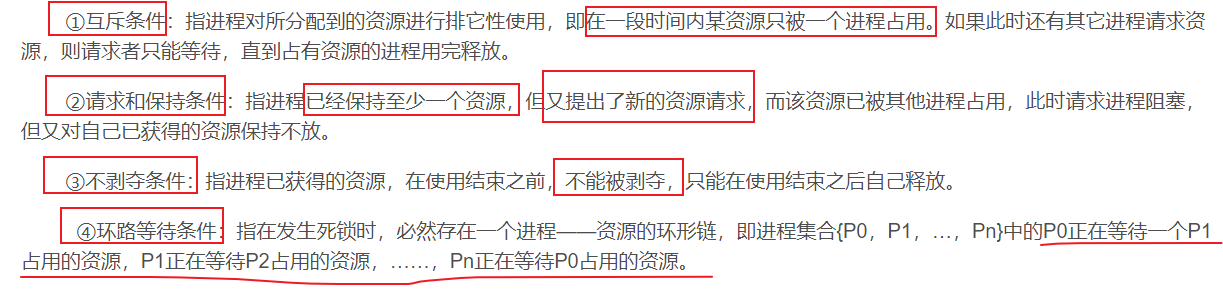 ①互斥条件：指进程对所分配到的资源进行排它性使用，即在一段时间内某资源只被一个进程占用。如果此时还有其它进程请求资
源，则请求者只能等待，直到占有资源的进程用完释放。
②请求和保持条件：指进程已经保持至少一个资源，但又提出了新的资源请求，而该资源已被其他进程占用，此时请求进程阻塞，
但又对自己已获得的资源保持不放。
③不剥夺条件：指进程已获得的资源，在使用结束之前，不能被剥夺，只能在使用结束之后自己释放。
④环路等待条件：指在发生死锁时，必然存在一个进程——资源的环形链，即进程集合{P0，P1，…，Pn}中的P0正在等待一个P1
占用的资源，P1正在等待P2占用的资源，……，Pn正在等待P0占用的资源。